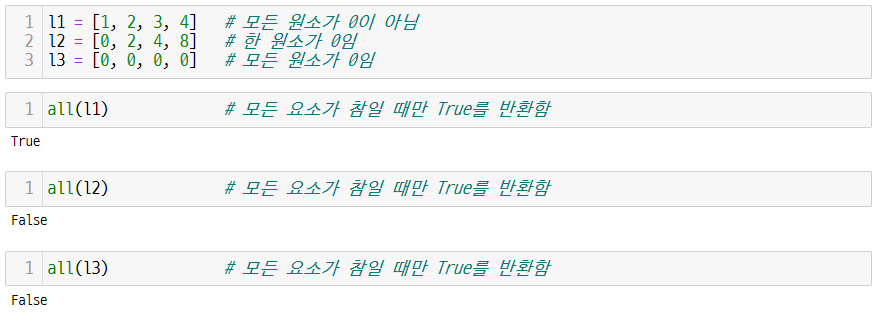 1 l1 = [1, 2, 3, 4] # 모든 원소가 0이 아님
2 l2 = [0, 2, 4, 8] # 한 원소가 0임
3 l3 = [0, 0, 0, 0] # 모든 원소가 0임
1 all(l1) # 모든 요소가 참일 때만 True를 반환함
True
1 all(l2) # 모든 요소가 참일 때만 True를 반환함
False
1 all(l3) # 모든 요소가 참일 때만 True를 반환함
False